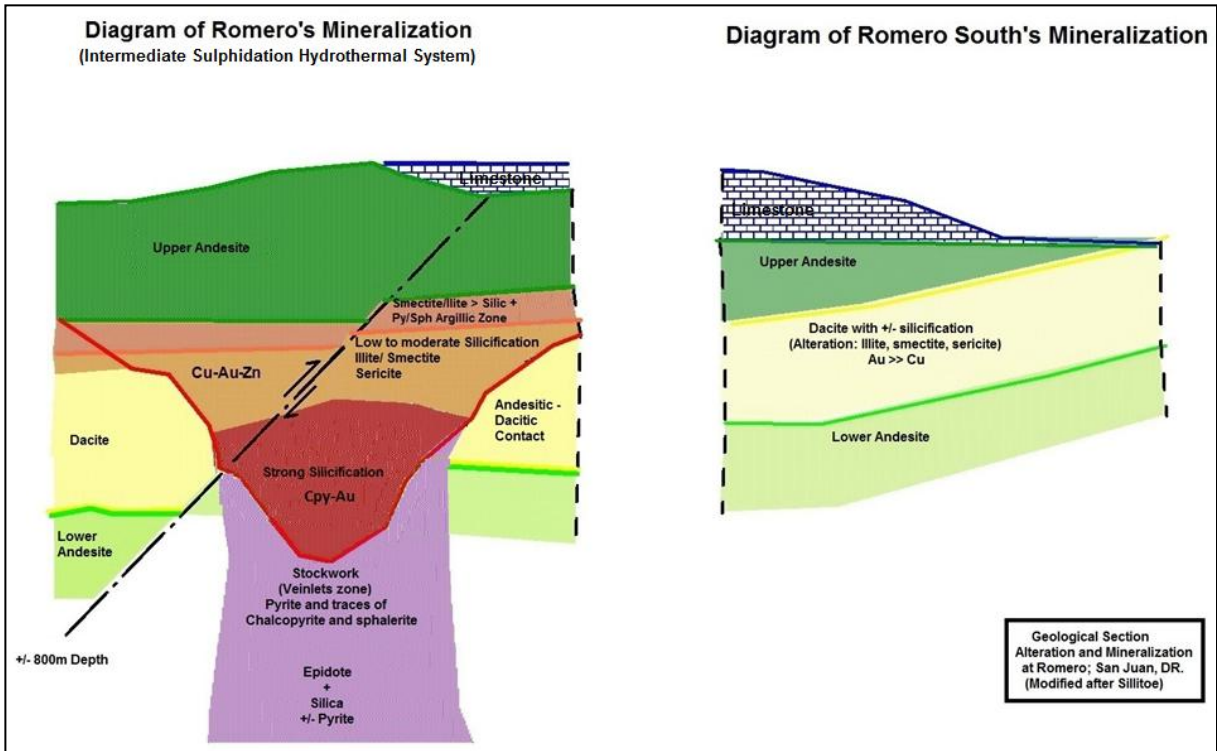 Diagram of Romero's Mineralization
(Intermediate Sulphidation Hydrothermal System)
Limestone
Upper Andesite
Smectite/Ilite > Silic +
Py/Sph Argillic Zone
Low to moderate Silicification
Illite/ Smectite
Sericite
Cu-Au-Zn
Dacite
Andesitic -
Dacitic
Contact
Strong Silicification
Cpy-Au
Lower
Andesite
Stockwork
(Veinlets zone)
Pyrite and traces of
Chalcopyrite and sphalerite
+/- 800m Depth
Epidote
+
Silica
+/- Pyrite
Diagram of Romero South's Mineralization
Limestone
Upper Andesite
Dacite with +/- silicification
(Alteration: Illite, smectite, sericite)
Au >> Cu
Lower Andesite
Geological Section
Alteration and Mineralization
at Romero; San Juan, DR.
(Modified after Sillitoe)